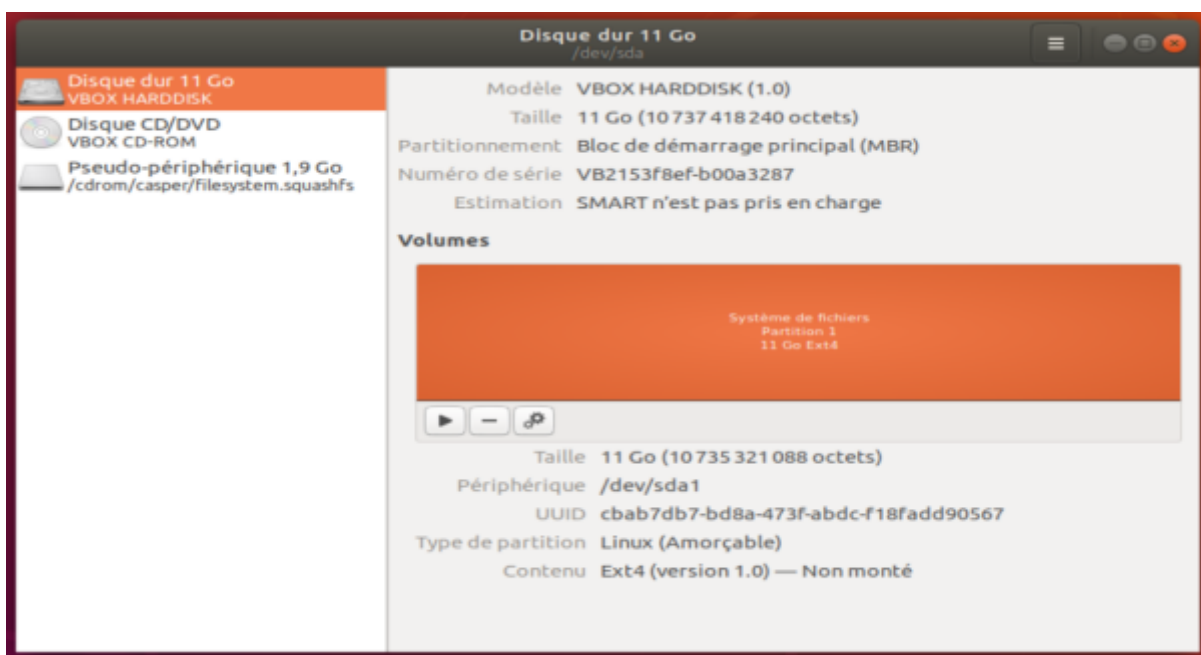 Disque dur 11 Go
/dev/sda
Disque dur 11 Go
VBOX HARDDISK
Disque CD/DVD
VBOX CD-ROM
Pseudo-périphérique 1,9 Go
/cdrom/casper/filesystem.squashfs
Modèle VBOX HARDDISK (1.0)
Taille 11 Go (10 737 418 240 octets)
Partitionnement Bloc de démarrage principal (MBR)
Numéro de série VB2153f8ef-b00a3287
Estimation SMART n'est pas pris en charge
Volumes
Système de fichiers
Partition 1
11 Go Ext4
Taille 11 Go (10 735 321 088 octets)
Périphérique /dev/sda1
UUID cbab7db7-bd8a-473f-abdc-f18fadd90567
Type de partition Linux (Amorçable)
Contenu Ext4 (version 1.0) — Non monté